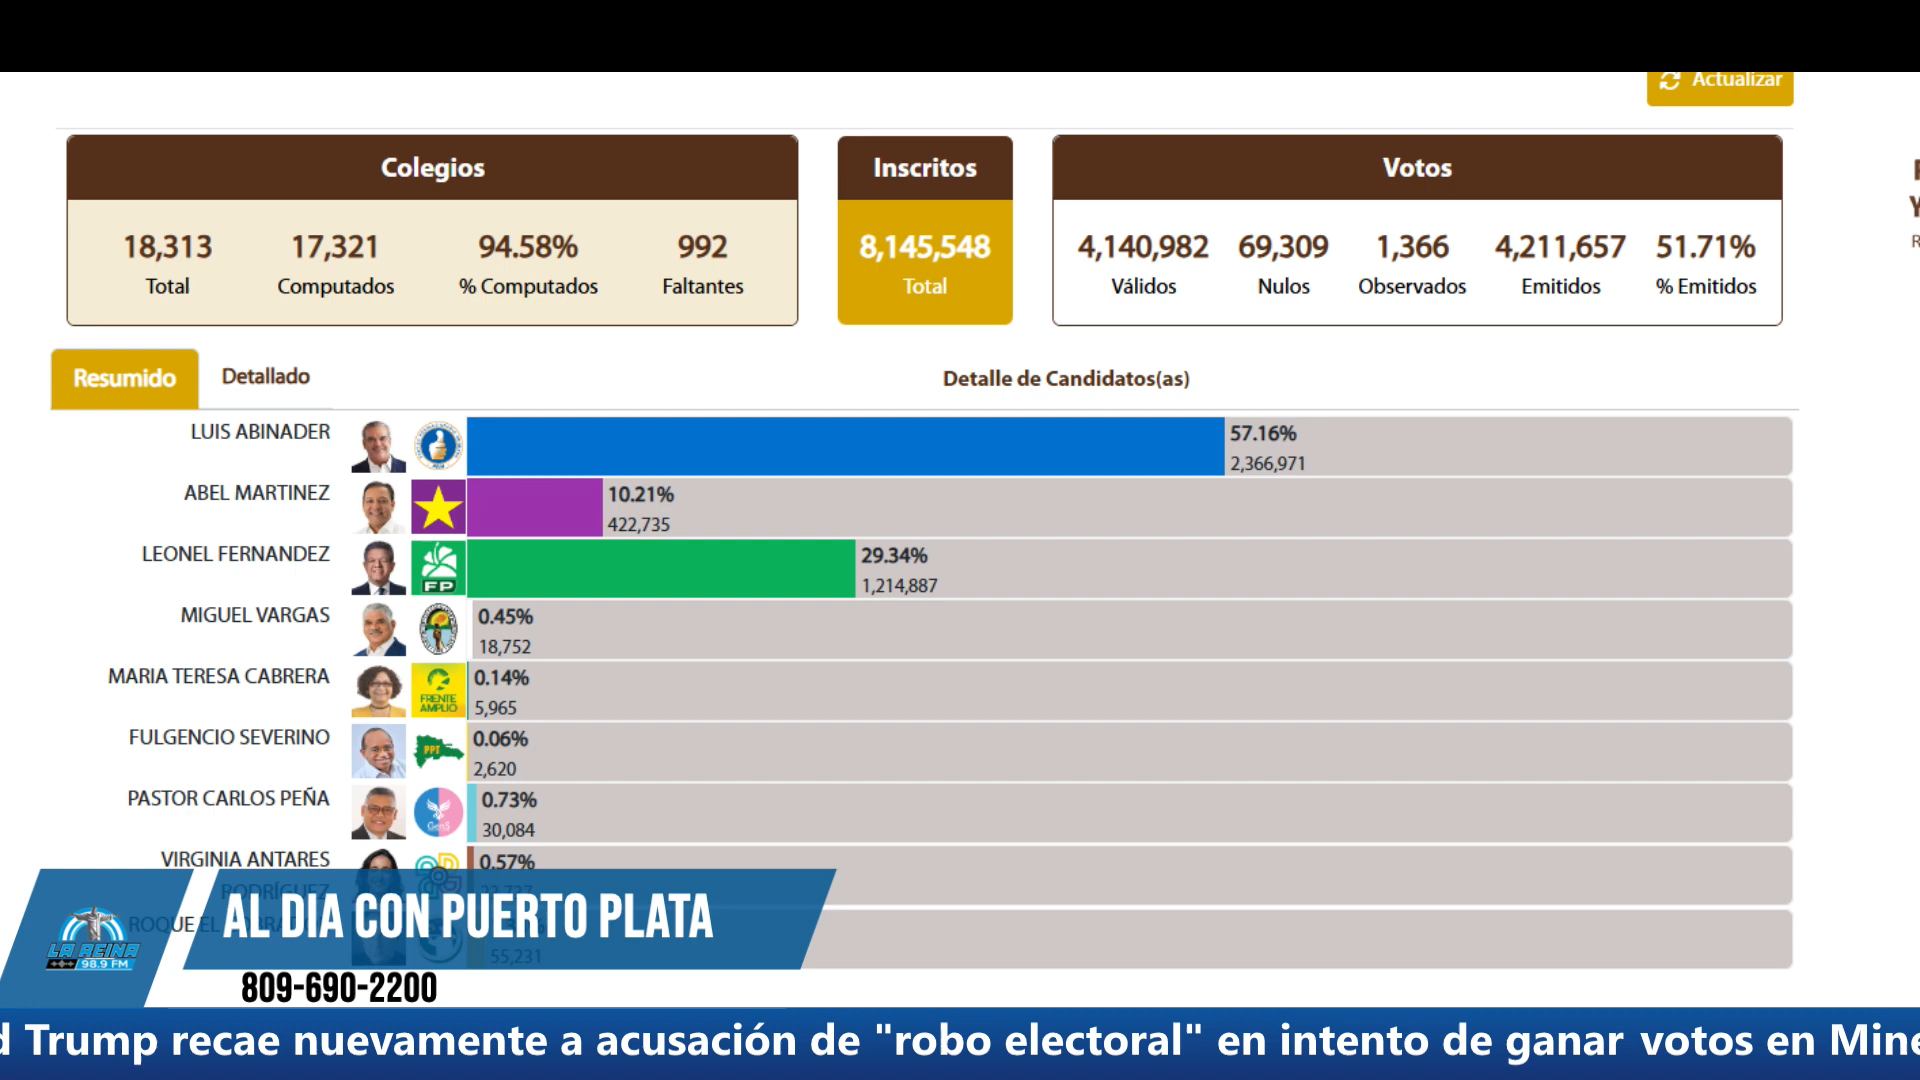 Actualizar
Colegios
18,313 17,321 94.58% 992
Total Computados % Computados Faltantes
Inscritos
8,145,548
Total
Votos
4,140,982 69,309 1,366 4,211,657 51.71%
Válidos Nulos Observados Emitidos % Emitidos
R
Resumido Detallado Detalle de Candidatos(as)
LUIS ABINADER 57.16%
2,366,971
ABEL MARTINEZ 10.21%
422,735
LEONEL FERNANDEZ FP 29.34%
1,214,887
MIGUEL VARGAS 0.45%
18,752
MARIA TERESA CABRERA FRENTE AMPLIO 0.14%
5,965
FULGENCIO SEVERINO PPT 0.06%
2,620
PASTOR CARLOS PEÑA GenS 0.73%
30,084
VIRGINIA ANTARES 0.57%
RODRÍGUEZ
ROQUE EL
55,231
LA REINA
98.9 FM
AL DIA CON PUERTO PLATA
809-690-2200
d Trump recae nuevamente a acusación de "robo electoral" en intento de ganar votos en Mine